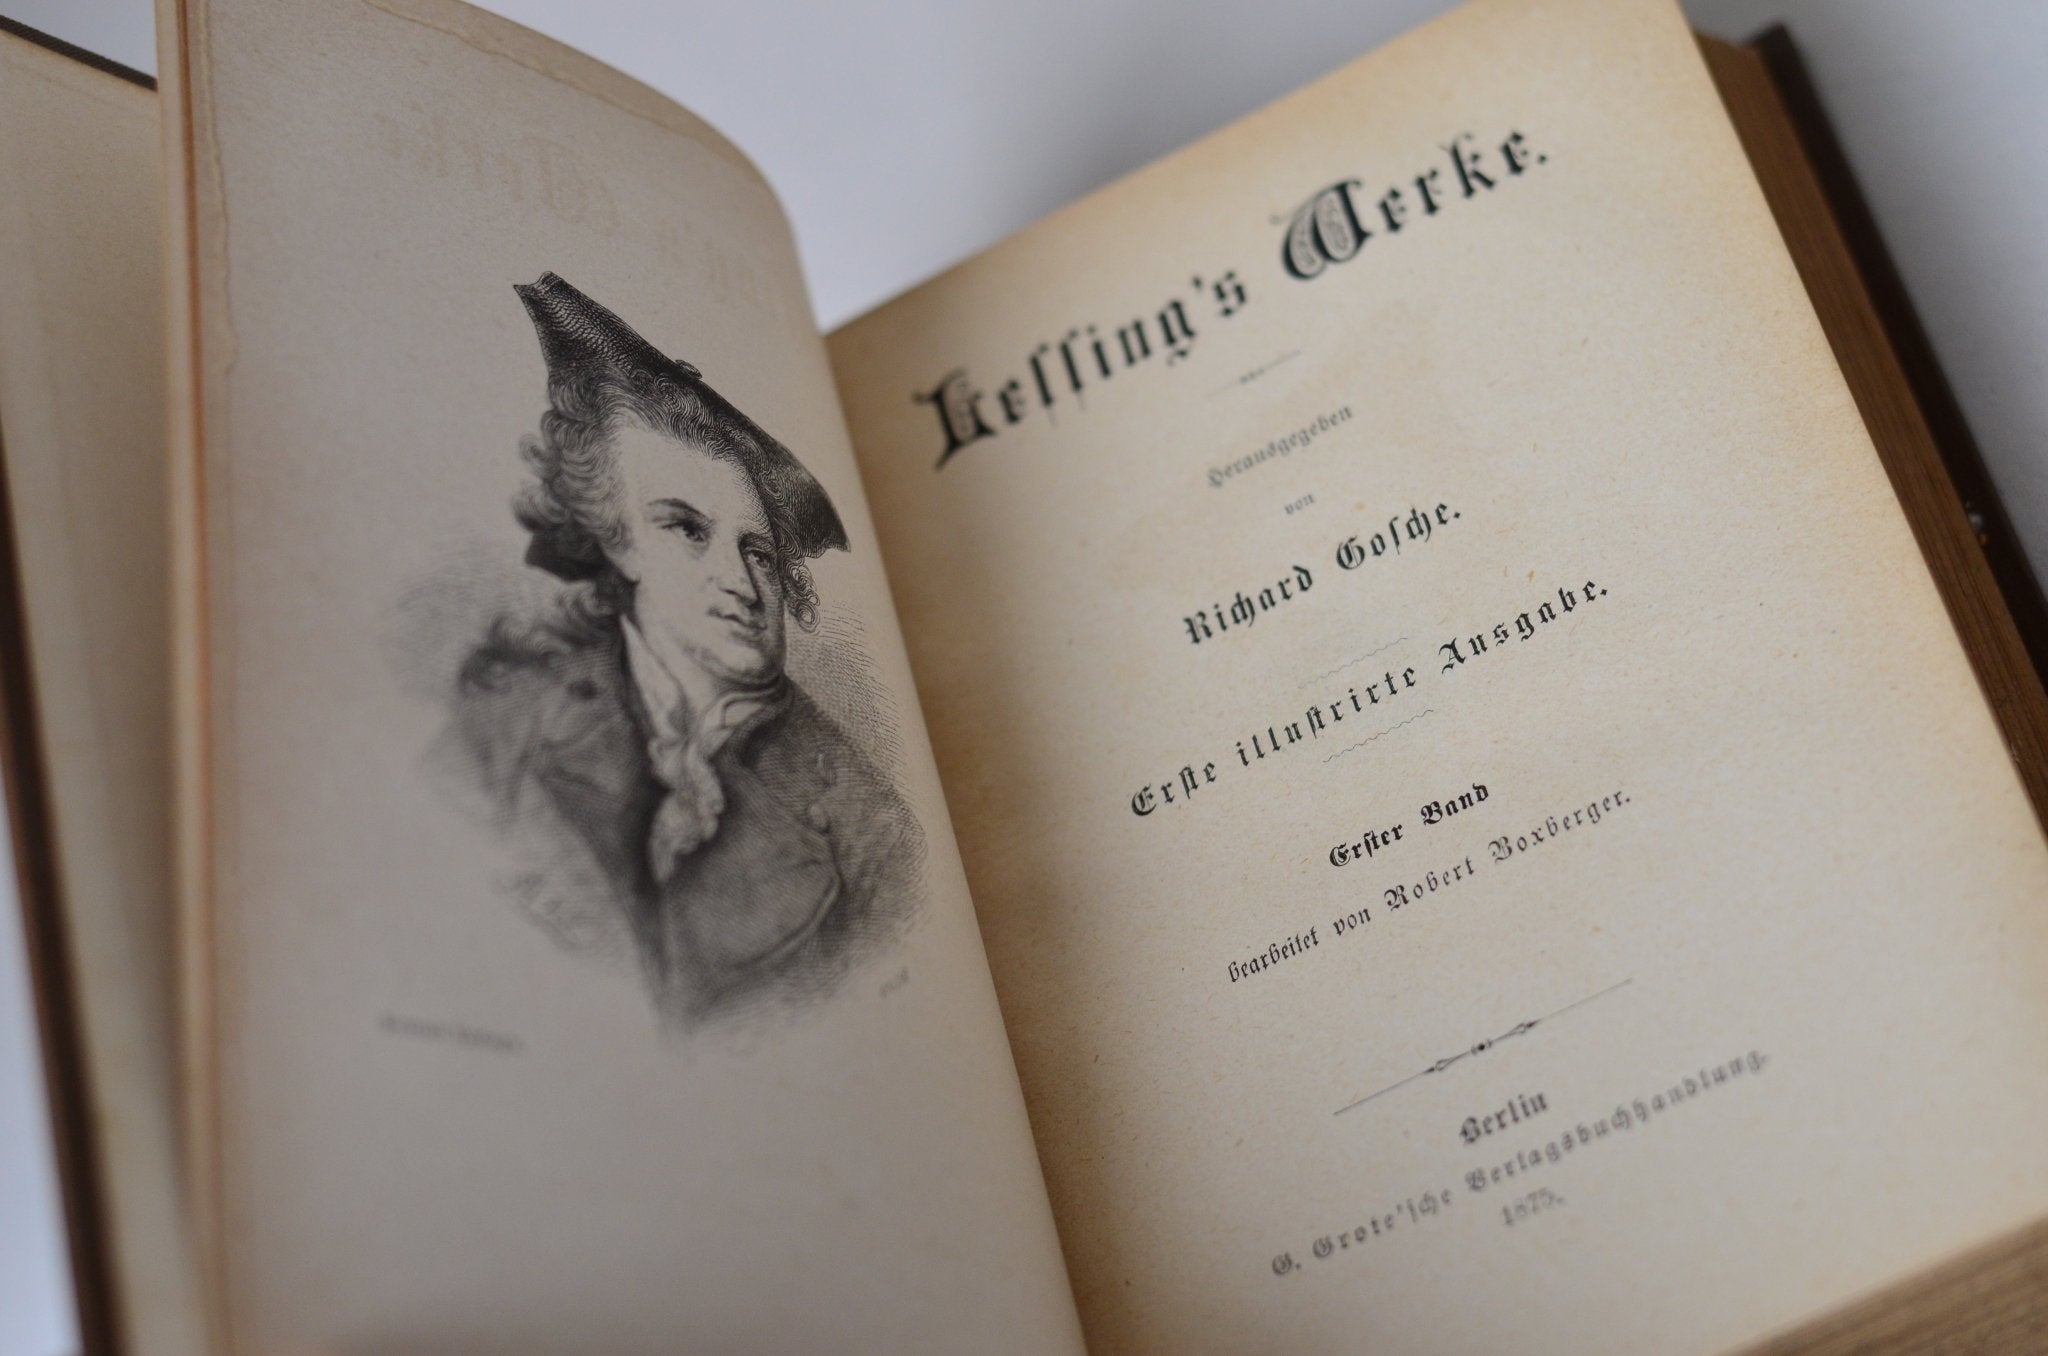 Lessing's Werke.
Herausgegeben
von
Richard Gosche.
Erste illustrirte Ausgabe.
Erster Band
bearbeitet von Robert Boxberger.
Berlin
G. Grote'sche Verlagsbuchhandlung.
1875.